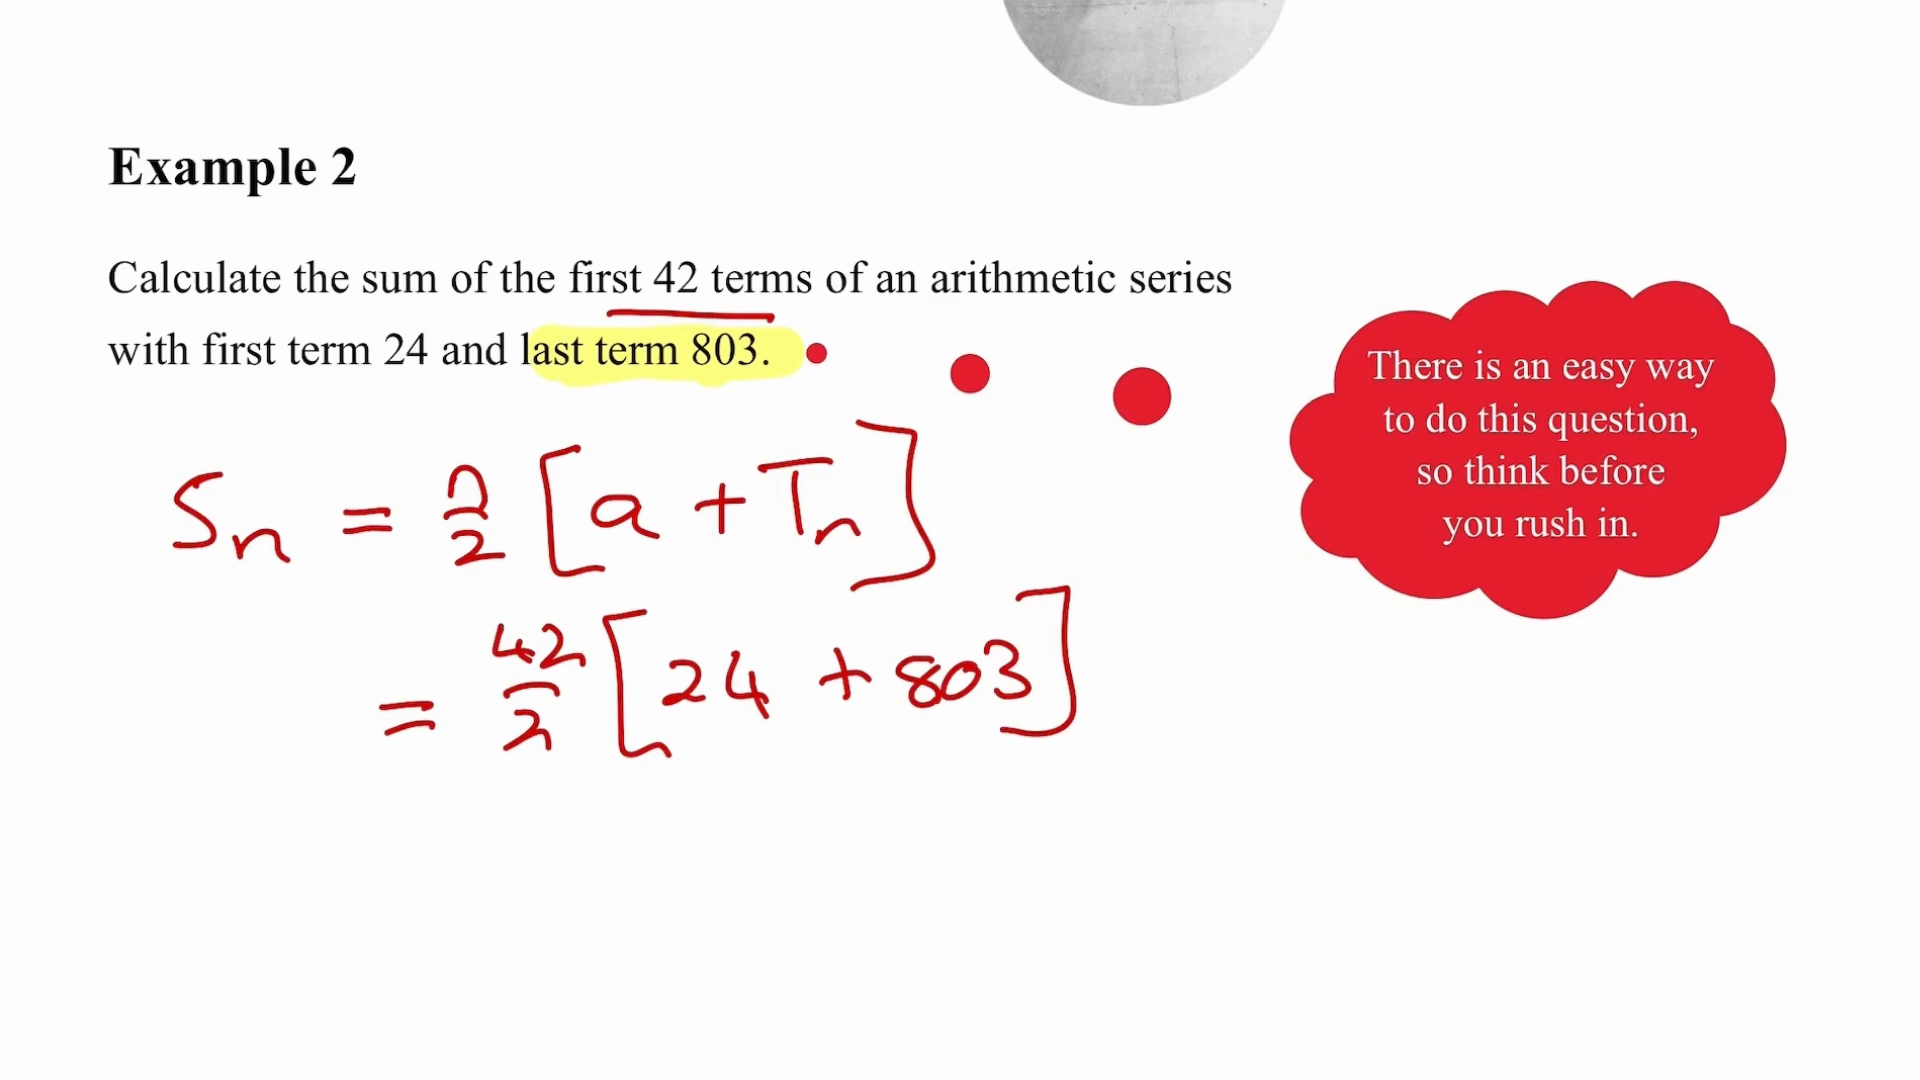 Example 2
Calculate the sum of the first 42 terms of an arithmetic series
with first term 24 and last term 803.
There is an easy way
to do this question,
so think before
you rush in.
Sn = n/2 [a + Tn]
= 42/2 [24 + 803]